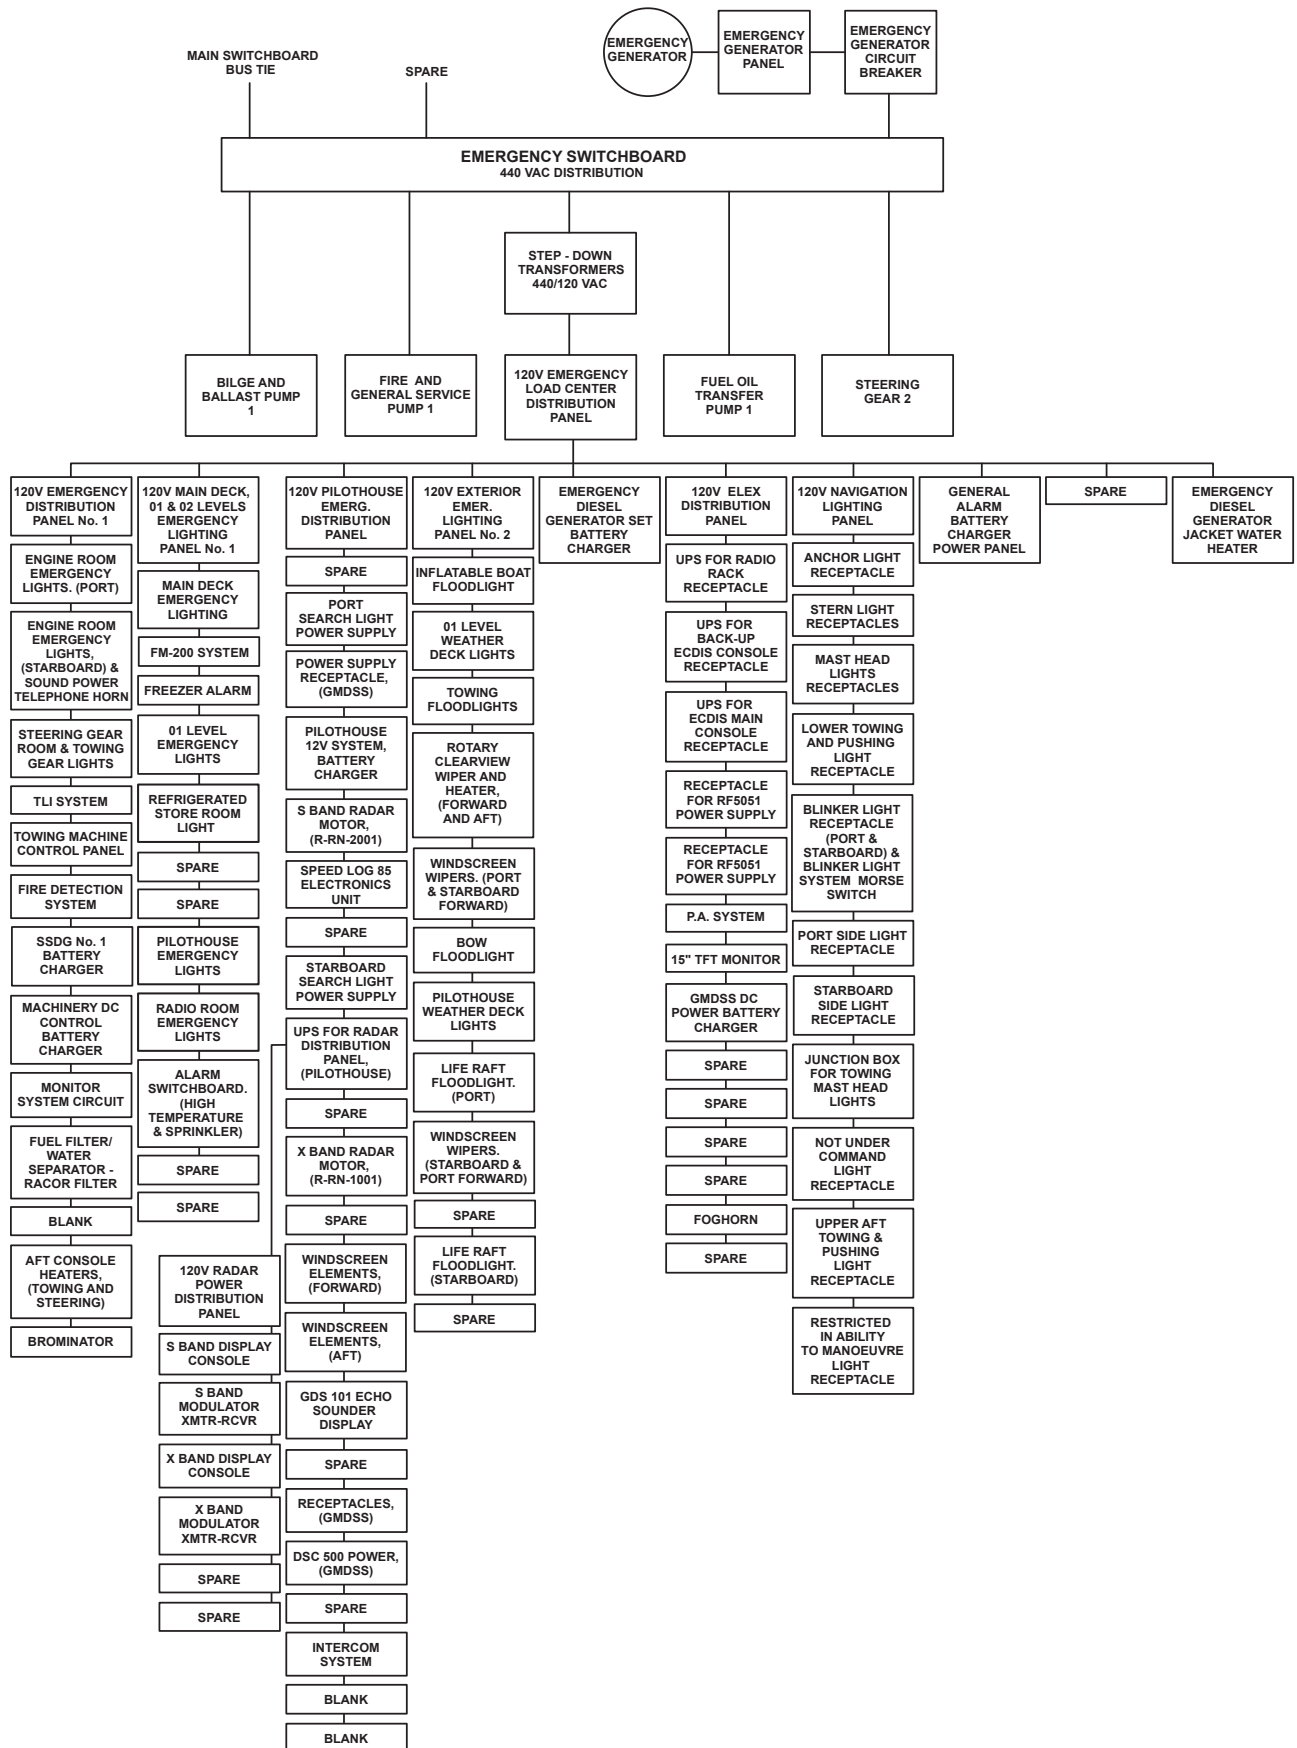 EMERGENCY
GENERATOR
EMERGENCY
GENERATOR
PANEL
EMERGENCY
GENERATOR
CIRCUIT
BREAKER
MAIN SWITCHBOARD
BUS TIE
SPARE
EMERGENCY SWITCHBOARD
440 VAC DISTRIBUTION
STEP - DOWN
TRANSFORMERS
440/120 VAC
BILGE AND
BALLAST PUMP
1
FIRE AND
GENERAL SERVICE
PUMP 1
120V EMERGENCY
LOAD CENTER
DISTRIBUTION
PANEL
FUEL OIL
TRANSFER
PUMP 1
STEERING
GEAR 2
120V EMERGENCY
DISTRIBUTION
PANEL No. 1
ENGINE ROOM
EMERGENCY
LIGHTS. (PORT)
ENGINE ROOM
EMERGENCY
LIGHTS,
(STARBOARD) &
SOUND POWER
TELEPHONE HORN
STEERING GEAR
ROOM & TOWING
GEAR LIGHTS
TLI SYSTEM
TOWING MACHINE
CONTROL PANEL
FIRE DETECTION
SYSTEM
SSDG No. 1
BATTERY
CHARGER
MACHINERY DC
CONTROL
BATTERY
CHARGER
MONITOR
SYSTEM CIRCUIT
FUEL FILTER/
WATER
SEPARATOR -
RACOR FILTER
BLANK
AFT CONSOLE
HEATERS,
(TOWING AND
STEERING)
BROMINATOR
120V MAIN DECK,
01 & 02 LEVELS
EMERGENCY
LIGHTING
PANEL No. 1
MAIN DECK
EMERGENCY
LIGHTING
FM-200 SYSTEM
FREEZER ALARM
01 LEVEL
EMERGENCY
LIGHTS
REFRIGERATED
STORE ROOM
LIGHT
SPARE
SPARE
PILOTHOUSE
EMERGENCY
LIGHTS
RADIO ROOM
EMERGENCY
LIGHTS
ALARM
SWITCHBOARD.
(HIGH
TEMPERATURE
& SPRINKLER)
SPARE
SPARE
120V RADAR
POWER
DISTRIBUTION
PANEL
S BAND DISPLAY
CONSOLE
S BAND
MODULATOR
XMTR-RCVR
X BAND DISPLAY
CONSOLE
X BAND
MODULATOR
XMTR-RCVR
SPARE
SPARE
120V PILOTHOUSE
EMERG.
DISTRIBUTION
PANEL
SPARE
PORT
SEARCH LIGHT
POWER SUPPLY
POWER SUPPLY
RECEPTACLE,
(GMDSS)
PILOTHOUSE
12V SYSTEM,
BATTERY
CHARGER
S BAND RADAR
MOTOR,
(R-RN-2001)
SPEED LOG 85
ELECTRONICS
UNIT
SPARE
STARBOARD
SEARCH LIGHT
POWER SUPPLY
UPS FOR RADAR
DISTRIBUTION
PANEL,
(PILOTHOUSE)
SPARE
X BAND RADAR
MOTOR,
(R-RN-1001)
SPARE
WINDSCREEN
ELEMENTS,
(FORWARD)
WINDSCREEN
ELEMENTS,
(AFT)
GDS 101 ECHO
SOUNDER
DISPLAY
SPARE
RECEPTACLES,
(GMDSS)
DSC 500 POWER,
(GMDSS)
SPARE
INTERCOM
SYSTEM
BLANK
BLANK
120V EXTERIOR
EMER.
LIGHTING
PANEL No. 2
INFLATABLE BOAT
FLOODLIGHT
01 LEVEL
WEATHER
DECK LIGHTS
TOWING
FLOODLIGHTS
ROTARY
CLEARVIEW
WIPER AND
HEATER,
(FORWARD
AND AFT)
WINDSCREEN
WIPERS. (PORT
& STARBOARD
FORWARD)
BOW
FLOODLIGHT
PILOTHOUSE
WEATHER DECK
LIGHTS
LIFE RAFT
FLOODLIGHT.
(PORT)
WINDSCREEN
WIPERS.
(STARBOARD &
PORT FORWARD)
SPARE
LIFE RAFT
FLOODLIGHT.
(STARBOARD)
SPARE
EMERGENCY
DIESEL
GENERATOR SET
BATTERY
CHARGER
120V ELEX
DISTRIBUTION
PANEL
UPS FOR RADIO
RACK
RECEPTACLE
UPS FOR
BACK-UP
ECDIS CONSOLE
RECEPTACLE
UPS FOR
ECDIS MAIN
CONSOLE
RECEPTACLE
RECEPTACLE
FOR RF5051
POWER SUPPLY
RECEPTACLE
FOR RF5051
POWER SUPPLY
P.A. SYSTEM
15" TFT MONITOR
GMDSS DC
POWER BATTERY
CHARGER
SPARE
SPARE
SPARE
SPARE
FOGHORN
SPARE
120V NAVIGATION
LIGHTING
PANEL
ANCHOR LIGHT
RECEPTACLE
STERN LIGHT
RECEPTACLES
MAST HEAD
LIGHTS
RECEPTACLES
LOWER TOWING
AND PUSHING
LIGHT
RECEPTACLE
BLINKER LIGHT
RECEPTACLE
(PORT &
STARBOARD) &
BLINKER LIGHT
SYSTEM MORSE
SWITCH
PORT SIDE LIGHT
RECEPTACLE
STARBOARD
SIDE LIGHT
RECEPTACLE
JUNCTION BOX
FOR TOWING
MAST HEAD
LIGHTS
NOT UNDER
COMMAND
LIGHT
RECEPTACLE
UPPER AFT
TOWING &
PUSHING
LIGHT
RECEPTACLE
RESTRICTED
IN ABILITY
TO MANOEUVRE
LIGHT
RECEPTACLE
GENERAL
ALARM
BATTERY
CHARGER
POWER PANEL
SPARE
EMERGENCY
DIESEL
GENERATOR
JACKET WATER
HEATER